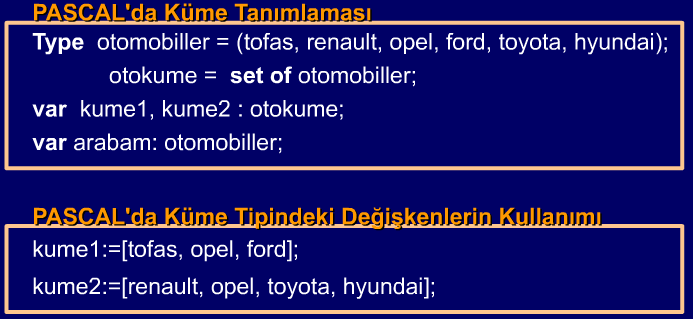 PASCAL'da Küme Tanımlaması
Type otomobiller = (tofas, renault, opel, ford, toyota, hyundai);
otokume = set of otomobiller;
var kume1, kume2 : otokume;
var arabam: otomobiller;
PASCAL'da Küme Tipindeki Değişkenlerin Kullanımı
kume1:=[tofas, opel, ford];
kume2:=[renault, opel, toyota, hyundai];